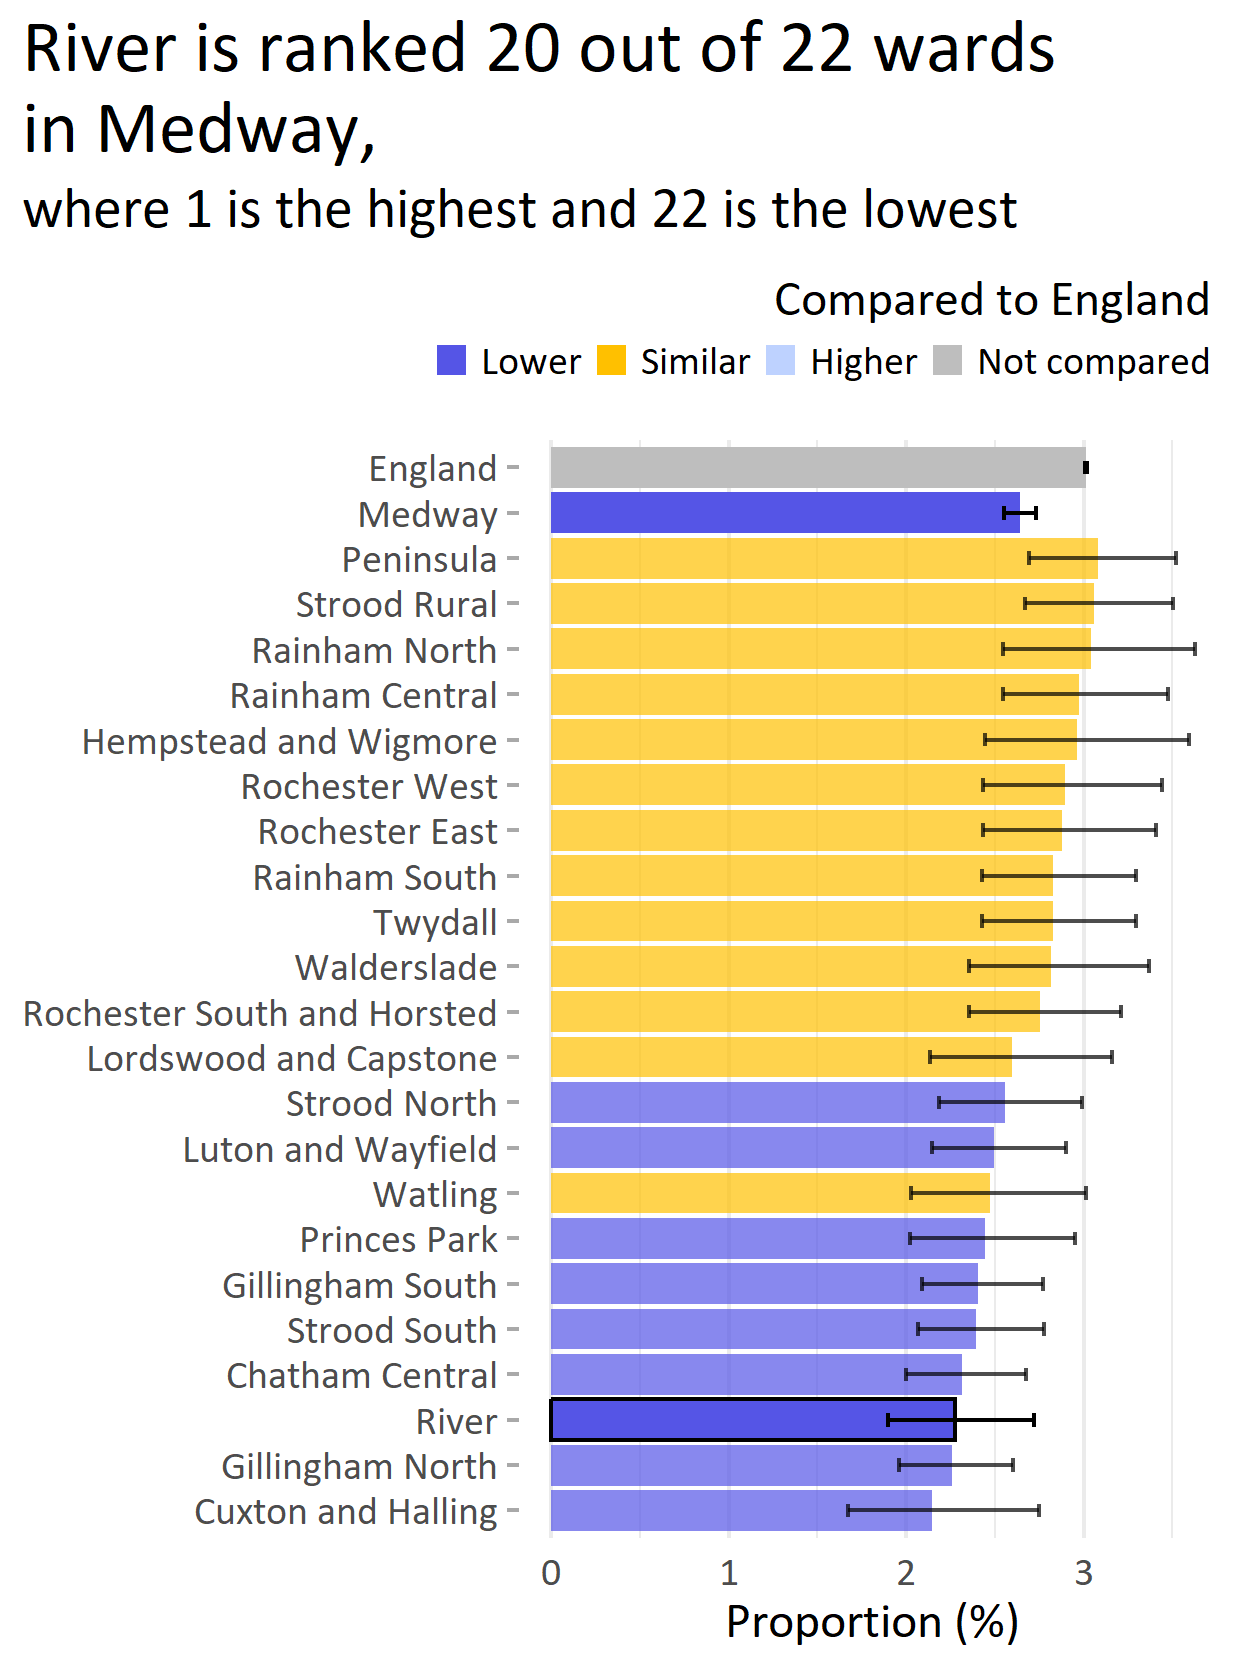 River is ranked 20 out of 22 wards
in Medway,
where 1 is the highest and 22 is the lowest
Compared to England
Lower Similar Higher Not compared
England
Medway
Peninsula
Strood Rural
Rainham North
Rainham Central
Hempstead and Wigmore
Rochester West
Rochester East
Rainham South
Twydall
Walderslade
Rochester South and Horsted
Lordswood and Capstone
Strood North
Luton and Wayfield
Watling
Princes Park
Gillingham South
Strood South
Chatham Central
River
Gillingham North
Cuxton and Halling
0 1 2 3
Proportion (%)